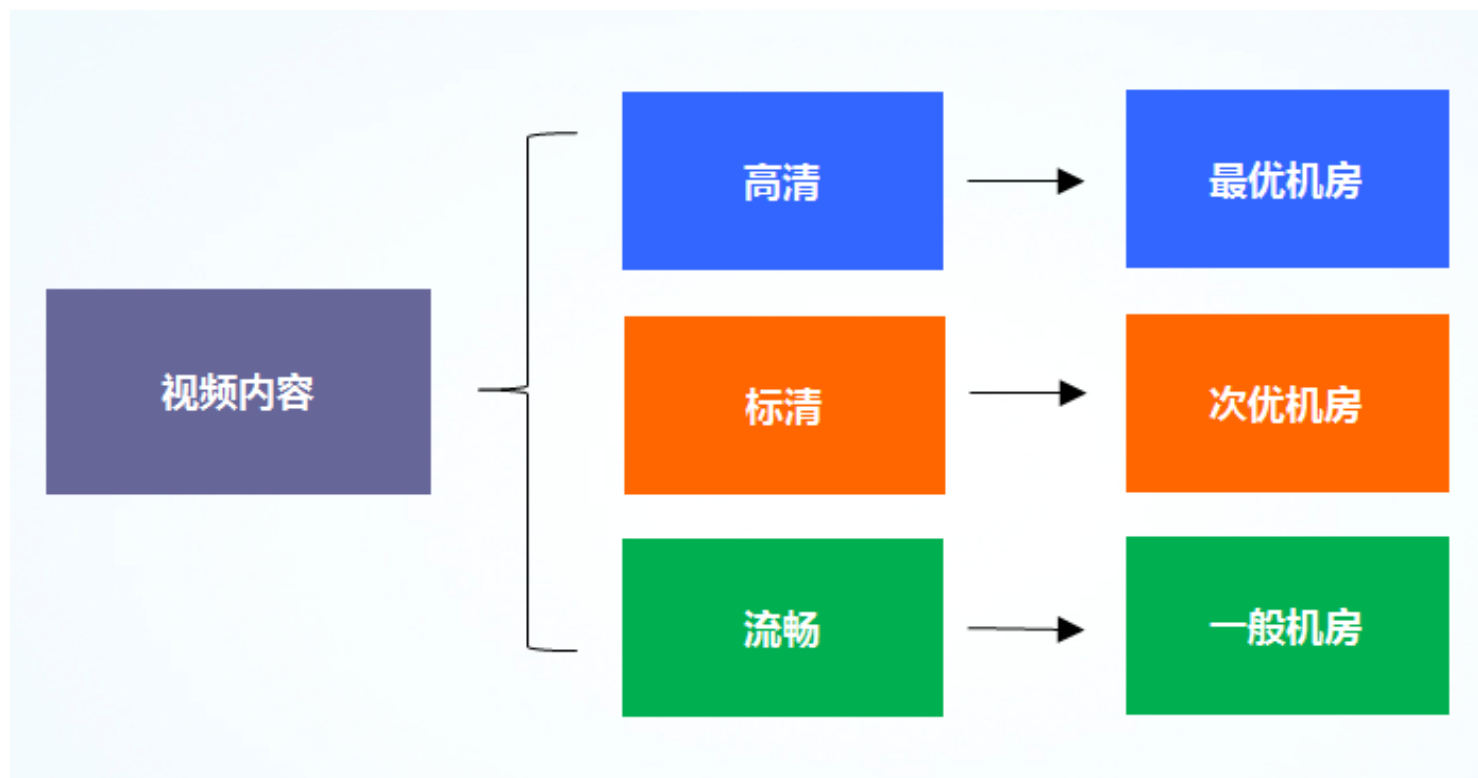 视频内容
高清
最优机房
标清
次优机房
流畅
一般机房